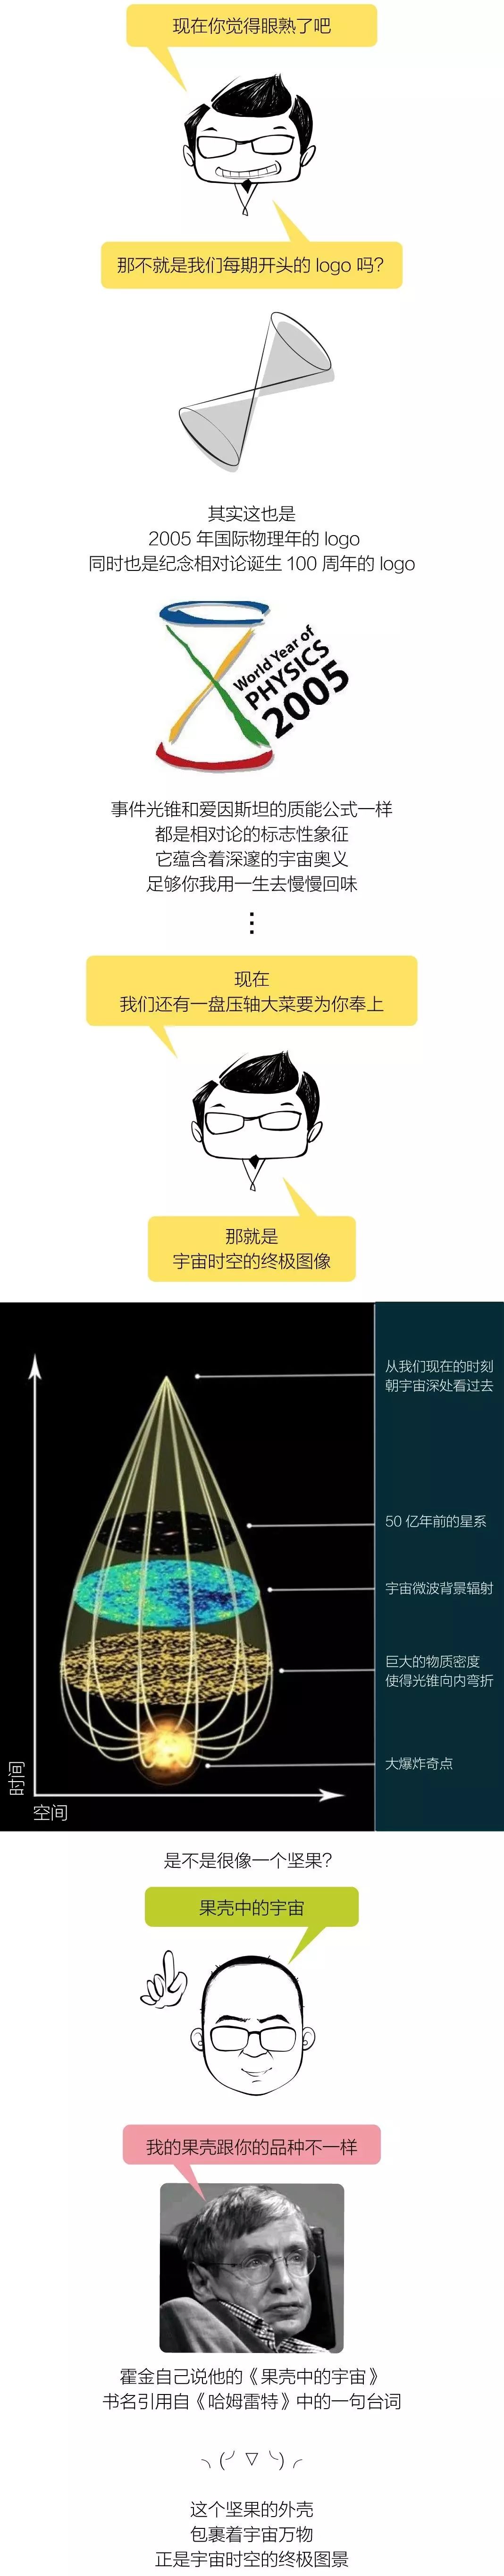 现在你觉得眼熟了吧
那不就是我们每期开头的 logo 吗?
其实这也是
2005 年国际物理年的 logo
同时也是纪念相对论诞生 100 周年的 logo
World Year of
PHYSICS
2005
事件光锥和爱因斯坦的质能公式一样
都是相对论的标志性象征
它蕴含着深邃的宇宙奥义
足够你我用一生去慢慢回味
⋮
现在
我们还有一盘压轴大菜要为你奉上
那就是
宇宙时空的终极图像
从我们现在的时刻
朝宇宙深处看过去
50 亿年前的星系
宇宙微波背景辐射
巨大的物质密度
使得光锥向内弯折
大爆炸奇点
时间
空间
是不是很像一个坚果?
果壳中的宇宙
我的果壳跟你的品种不一样
霍金自己说他的《果壳中的宇宙》
书名引用自《哈姆雷特》中的一句台词
╮(╯▽╰)╭
这个坚果的外壳
包裹着宇宙万物
正是宇宙时空的终极图景